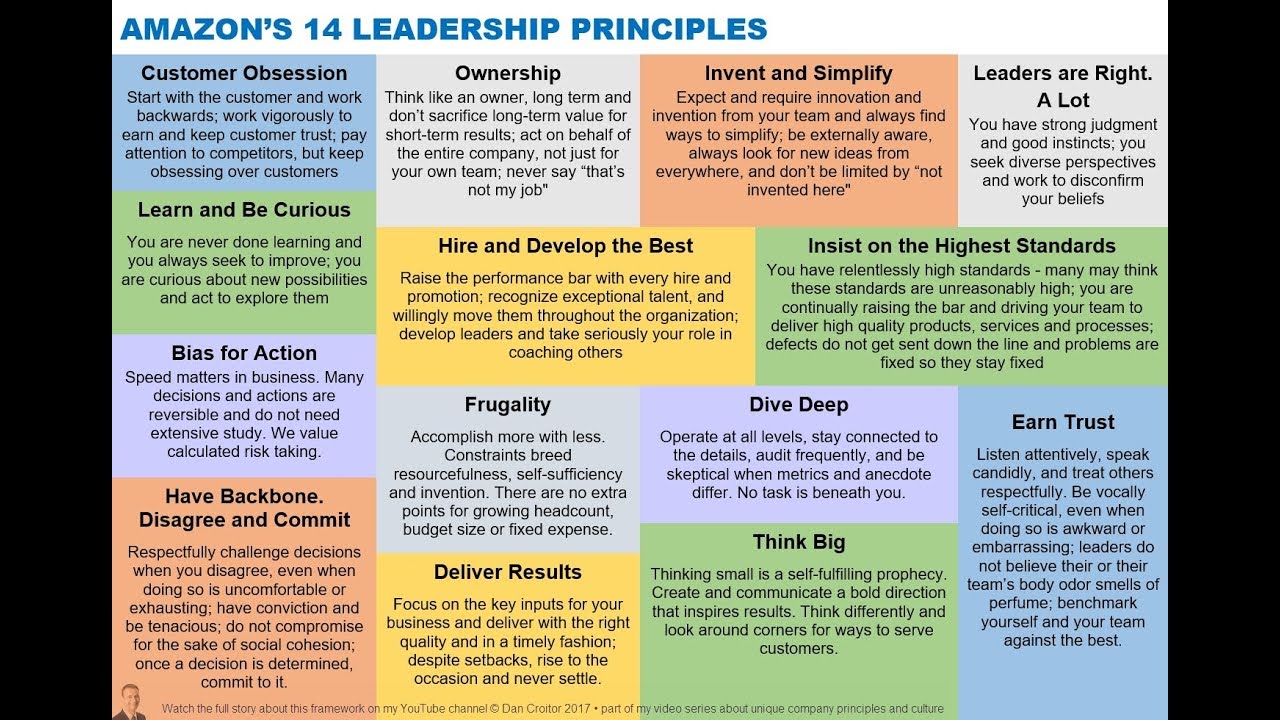 AMAZON’S 14 LEADERSHIP PRINCIPLES
Customer Obsession
Start with the customer and work
backwards; work vigorously to
earn and keep customer trust; pay
attention to competitors, but keep
obsessing over customers
Ownership
Think like an owner, long term and
don’t sacrifice long-term value for
short-term results; act on behalf of
the entire company, not just for
your own team; never say “that’s
not my job"
Invent and Simplify
Expect and require innovation and
invention from your team and always find
ways to simplify; be externally aware,
always look for new ideas from
everywhere, and don’t be limited by “not
invented here"
Leaders are Right.
A Lot
You have strong judgment
and good instincts; you
seek diverse perspectives
and work to disconfirm
your beliefs
Learn and Be Curious
You are never done learning and
you always seek to improve; you
are curious about new possibilities
and act to explore them
Hire and Develop the Best
Raise the performance bar with every hire and
promotion; recognize exceptional talent, and
willingly move them throughout the organization;
develop leaders and take seriously your role in
coaching others
Insist on the Highest Standards
You have relentlessly high standards - many may think
these standards are unreasonably high; you are
continually raising the bar and driving your team to
deliver high quality products, services and processes;
defects do not get sent down the line and problems are
fixed so they stay fixed
Bias for Action
Speed matters in business. Many
decisions and actions are
reversible and do not need
extensive study. We value
calculated risk taking.
Frugality
Accomplish more with less.
Constraints breed
resourcefulness, self-sufficiency
and invention. There are no extra
points for growing headcount,
budget size or fixed expense.
Dive Deep
Operate at all levels, stay connected to
the details, audit frequently, and be
skeptical when metrics and anecdote
differ. No task is beneath you.
Earn Trust
Listen attentively, speak
candidly, and treat others
respectfully. Be vocally
self-critical, even when
doing so is awkward or
embarrassing; leaders do
not believe their or their
team’s body odor smells of
perfume; benchmark
yourself and your team
against the best.
Have Backbone.
Disagree and Commit
Respectfully challenge decisions
when you disagree, even when
doing so is uncomfortable or
exhausting; have conviction and
be tenacious; do not compromise
for the sake of social cohesion;
once a decision is determined,
commit to it.
Deliver Results
Focus on the key inputs for your
business and deliver with the right
quality and in a timely fashion;
despite setbacks, rise to the
occasion and never settle.
Think Big
Thinking small is a self-fulfilling prophecy.
Create and communicate a bold direction
that inspires results. Think differently and
look around corners for ways to serve
customers.
Watch the full story about this framework on my YouTube channel © Dan Croitor 2017 • part of my video series about unique company principles and culture